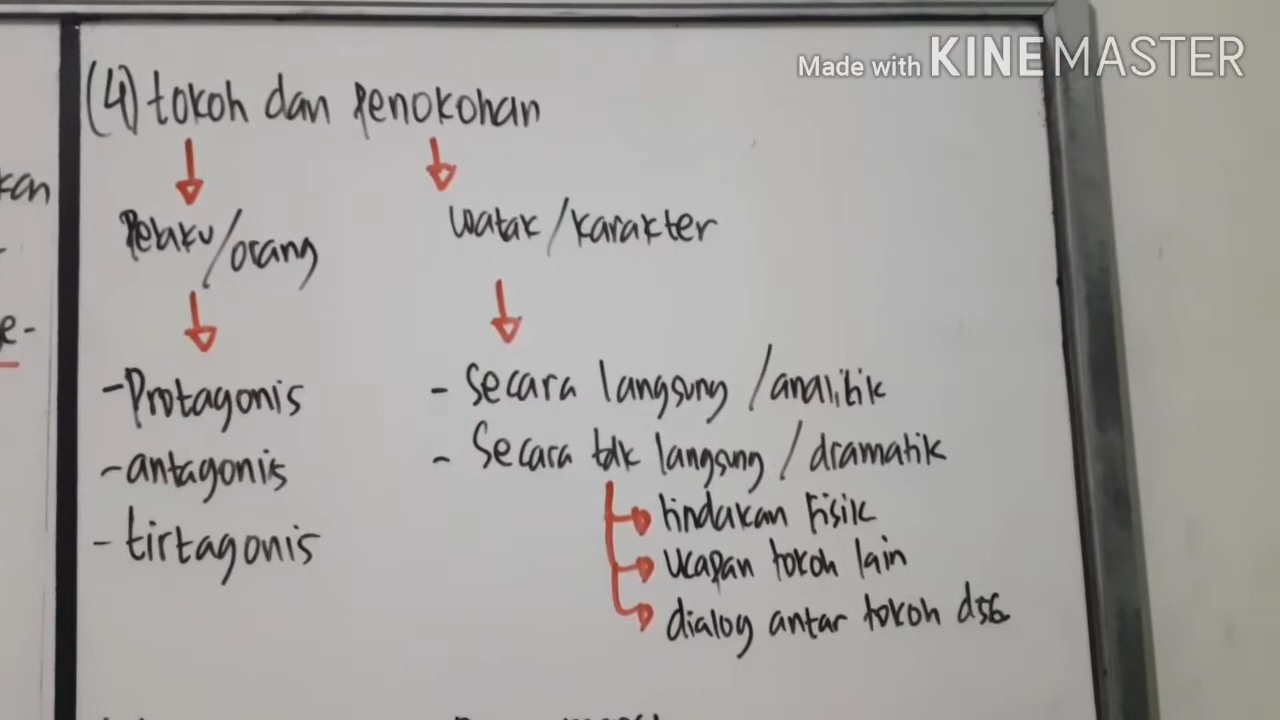 Made with KINEMASTER
(4) tokoh dan penokohan
Pelaku/orang
watak/karakter
- Protagonis
- antagonis
- tirtagonis
- Secara langsung/analitik
- Secara tdk langsung/dramatik
tindakan fisik
ucapan tokoh lain
dialog antar tokoh dsb
kan
e-